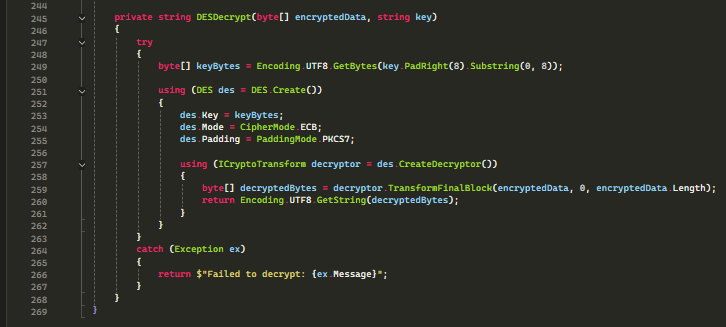 244
245 private string DESDecrypt(byte[] encryptedData, string key)
246 {
247 try
248 {
249 byte[] keyBytes = Encoding.UTF8.GetBytes(key.PadRight(8).Substring(0, 8));
250
251 using (DES des = DES.Create())
252 {
253 des.Key = keyBytes;
254 des.Mode = CipherMode.ECB;
255 des.Padding = PaddingMode.PKCS7;
256
257 using (ICryptoTransform decryptor = des.CreateDecryptor())
258 {
259 byte[] decryptedBytes = decryptor.TransformFinalBlock(encryptedData, 0, encryptedData.Length);
260 return Encoding.UTF8.GetString(decryptedBytes);
261 }
262 }
263 }
264 catch (Exception ex)
265 {
266 return $"Failed to decrypt: {ex.Message}";
267 }
268 }
269 }